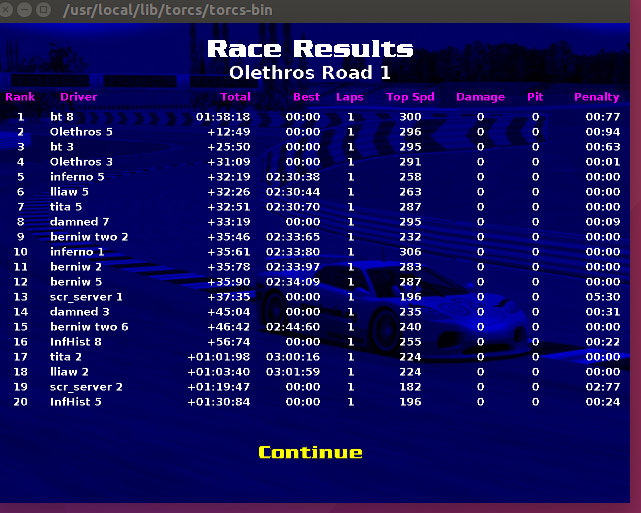 /usr/local/lib/torcs/torcs-bin
Race Results
Olethros Road 1
Rank Driver Total Best Laps Top Spd Damage Pit Penalty
1 bt 8 01:58:18 00:00 1 300 0 0 00:77
2 Olethros 5 +12:49 00:00 1 296 0 0 00:94
3 bt 3 +25:50 00:00 1 295 0 0 00:63
4 Olethros 3 +31:09 00:00 1 291 0 0 00:01
5 inferno 5 +32:19 02:30:38 1 258 0 0 00:00
6 lliaw 5 +32:26 02:30:44 1 263 0 0 00:00
7 tita 5 +32:51 02:30:70 1 287 0 0 00:00
8 damned 7 +33:19 00:00 1 295 0 0 00:09
9 berniw two 2 +35:46 02:33:65 1 232 0 0 00:00
10 inferno 1 +35:61 02:33:80 1 306 0 0 00:00
11 berniw 2 +35:78 02:33:97 1 283 0 0 00:00
12 berniw 5 +35:90 02:34:09 1 287 0 0 00:00
13 scr_server 1 +37:35 00:00 1 196 0 0 05:30
14 damned 3 +45:04 00:00 1 235 0 0 00:31
15 berniw two 6 +46:42 02:44:60 1 240 0 0 00:00
16 InfHist 8 +56:74 00:00 1 255 0 0 00:22
17 tita 2 +01:01:98 03:00:16 1 224 0 0 00:00
18 lliaw 2 +01:03:40 03:01:59 1 224 0 0 00:00
19 scr_server 2 +01:19:47 00:00 1 182 0 0 02:77
20 InfHist 5 +01:30:84 00:00 1 196 0 0 00:24
Continue